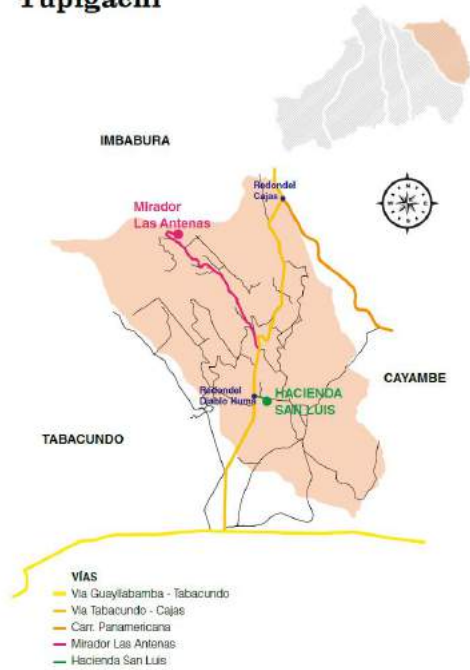 Tupigachi
IMBABURA
Redondel
Cajas
Mirador
Las Antenas
N
CAYAMBE
Redondel
Diablo Huma
HACIENDA
SAN LUIS
TABACUNDO
VÍAS
Vía Guayllabamba - Tabacundo
Vía Tabacundo - Cajas
Carr. Panamericana
Mirador Las Antenas
Hacienda San Luis